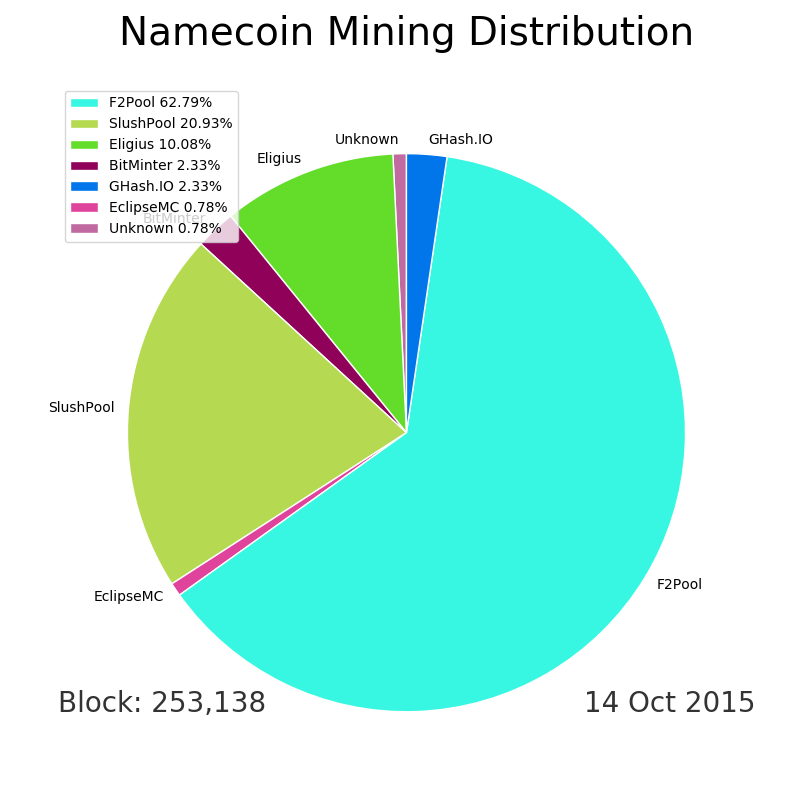 Namecoin Mining Distribution
F2Pool 62.79%
SlushPool 20.93%
Eligius 10.08%
BitMinter 2.33%
GHash.IO 2.33%
EclipseMC 0.78%
Unknown 0.78%
Unknown
GHash.IO
Eligius
BitMinter
SlushPool
F2Pool
EclipseMC
Block: 253,138
14 Oct 2015